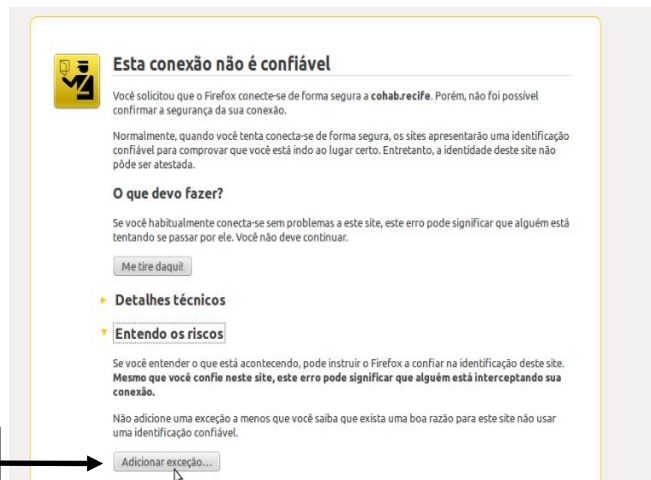 Esta conexão não é confiável
Você solicitou que o Firefox conecte-se de forma segura a cohab.recife. Porém, não foi possível
confirmar a segurança da sua conexão.
Normalmente, quando você tenta conecta-se de forma segura, os sites apresentarão uma identificação
confiável para comprovar que você está indo ao lugar certo. Entretanto, a identidade deste site não
pôde ser atestada.
O que devo fazer?
Se você habitualmente conecta-se sem problemas a este site, este erro pode significar que alguém está
tentando se passar por ele. Você não deve continuar.
Me tire daqui!
Detalhes técnicos
Entendo os riscos
Se você entender o que está acontecendo, pode instruir o Firefox a confiar na identificação deste site.
Mesmo que você confie neste site, este erro pode significar que alguém está interceptando sua
conexão.
Não adicione uma exceção a menos que você saiba que exista uma boa razão para este site não usar
uma identificação confiável.
Adicionar exceção...